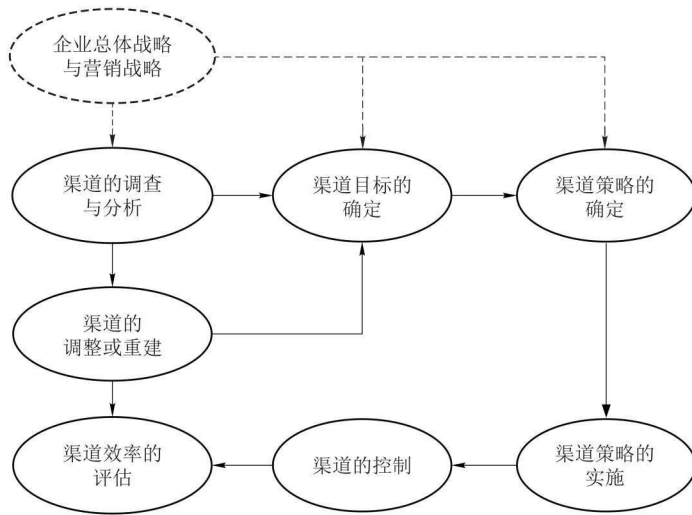 企业总体战略
与营销战略
渠道的调查
与分析
渠道目标的
确定
渠道策略的
确定
渠道的
调整或重建
渠道效率的
评估
渠道的控制
渠道策略的
实施